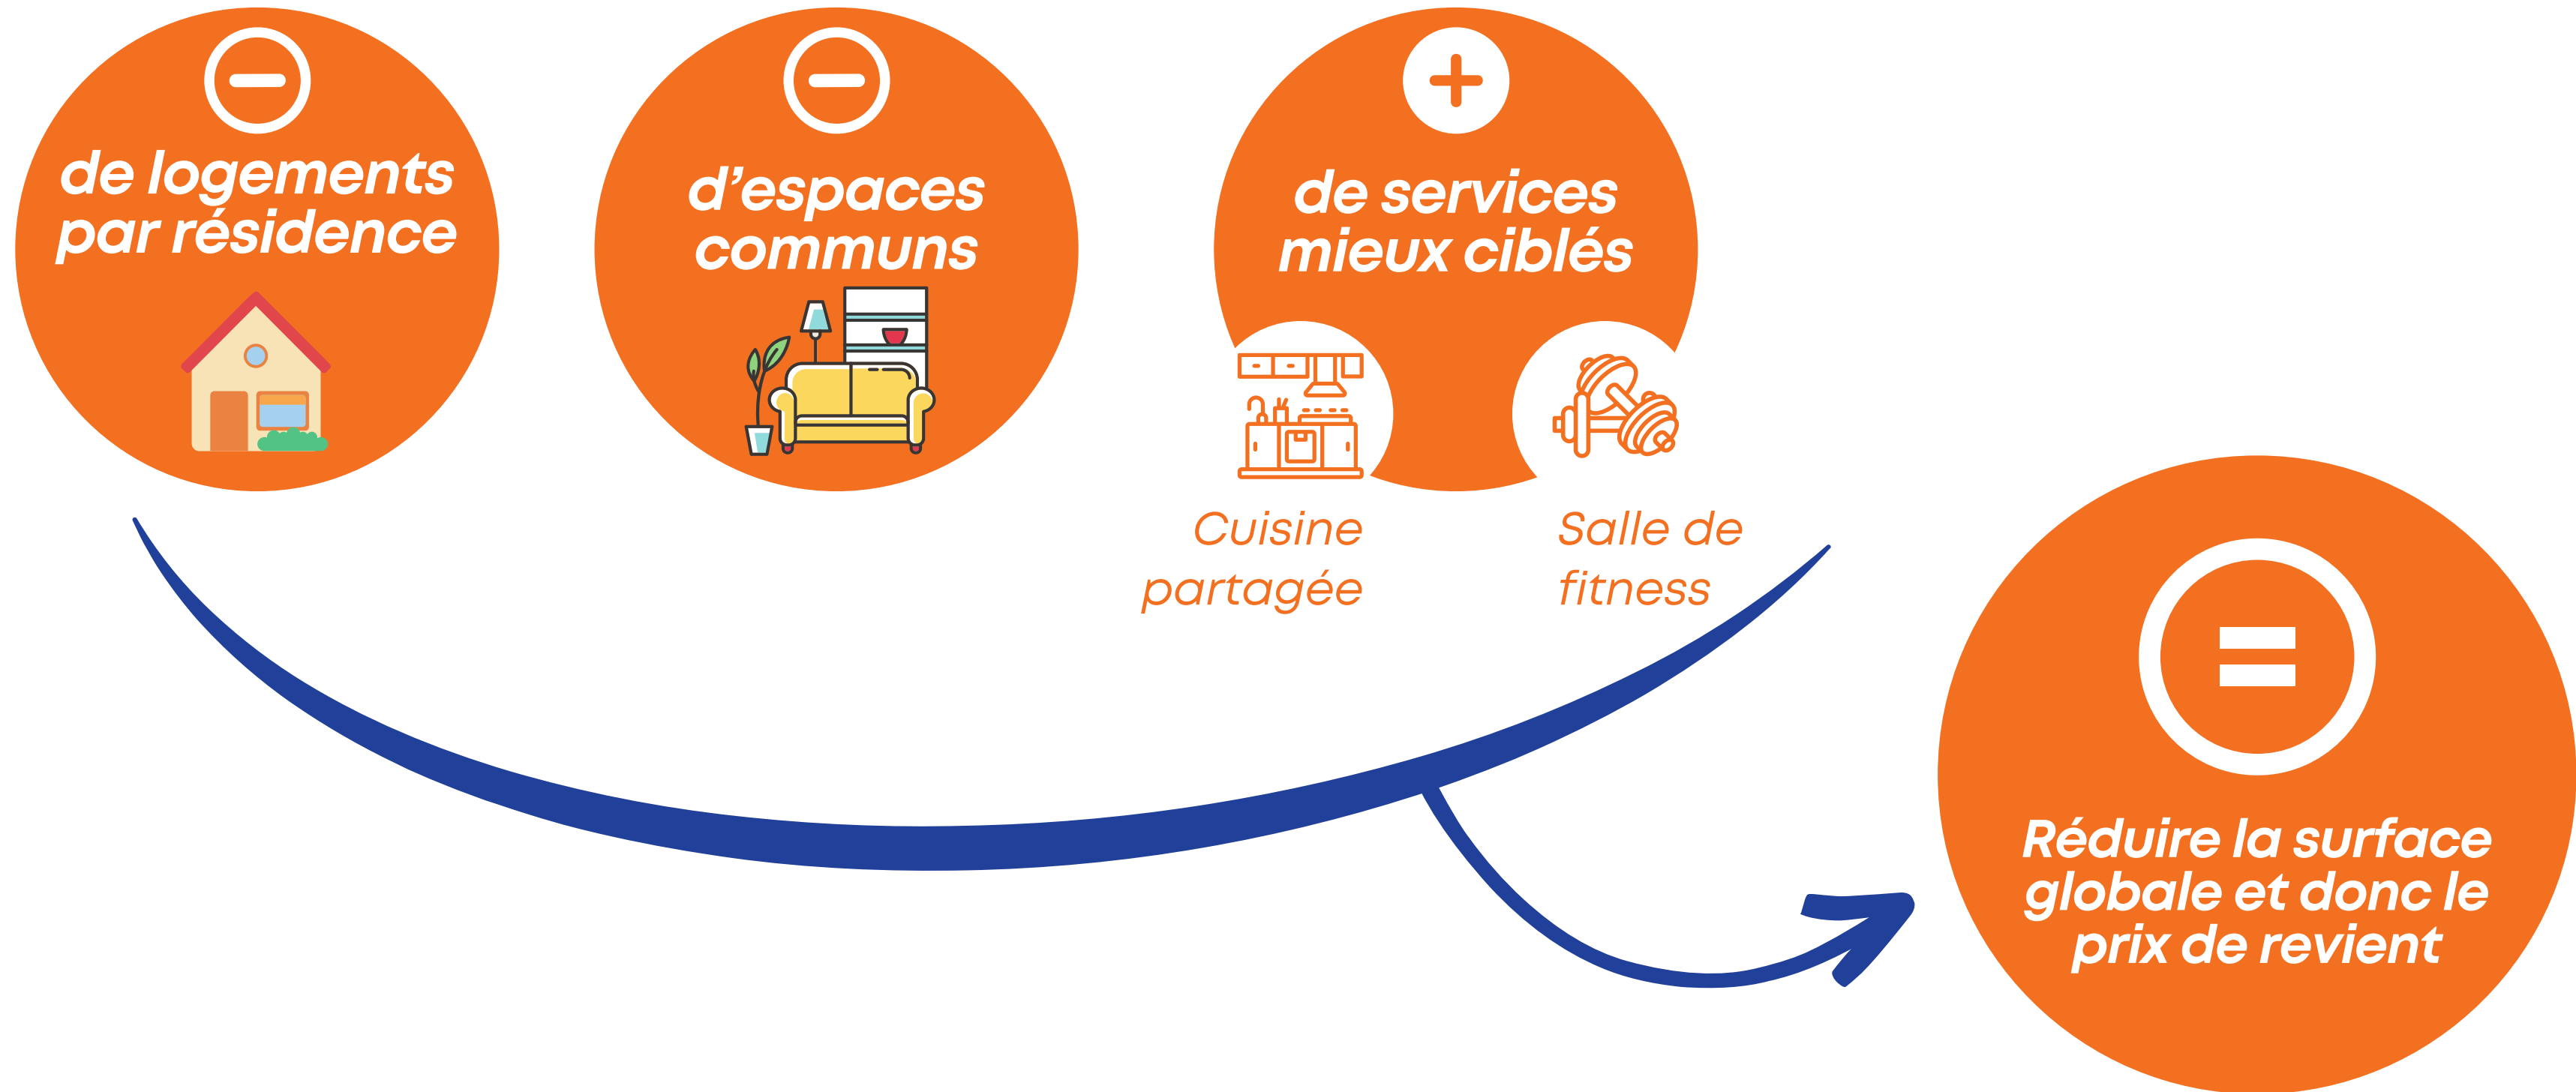 de logements
par résidence
d’espaces
communs
de services
mieux ciblés
Cuisine
partagée
Salle de
fitness
Réduire la surface
globale et donc le
prix de revient